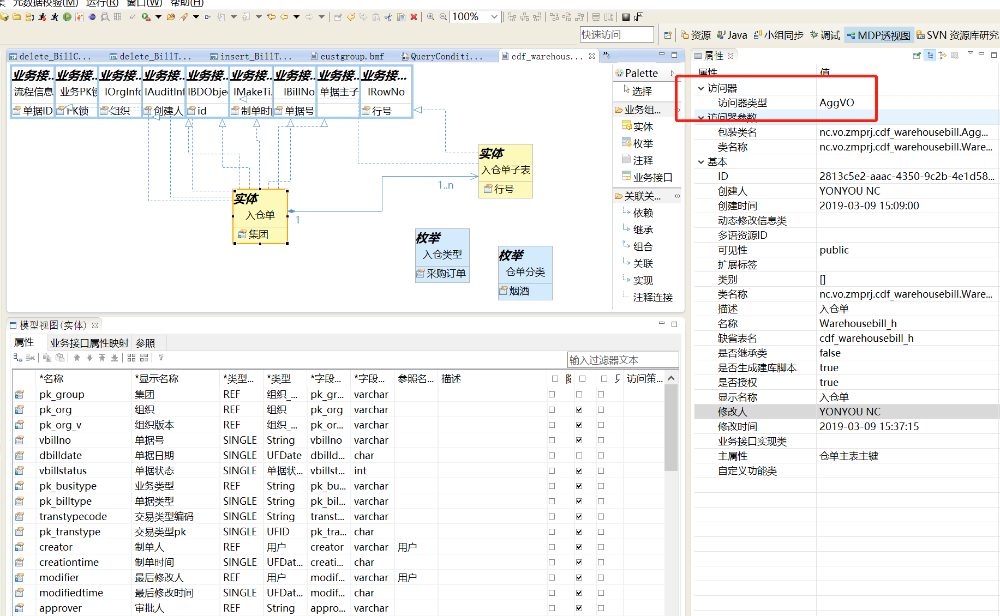 集 元数据校验(M) 运行(R) 窗口(W) 帮助(H)
100%
快速访问
资源
Java
小组同步
调试
MDP透视图
SVN 资源库研究
delete_BillC...
delete_BillT...
insert_BillT...
custgroup.bmf
QueryConditi...
cdf_warehous...
»6
业务接...
流程信息
单据ID
业务接...
业务PK锁
PK锁
业务接...
IOrgInfo
组织
业务接...
IAuditInf
创建人
业务接...
IBDObje
id
业务接...
IMakeTi
制单时
业务接...
IBillNo
单据号
业务接...
单据主子
业务接...
IRowNo
行号
实体
入仓单子表
行号
1..n
实体
入仓单
集团
1
枚举
入仓类型
采购订单
枚举
仓单分类
烟酒
Palette
选择
业务组...
实体
枚举
注释
业务接口
关联关...
依赖
继承
组合
关联
实现
注释连接
属性
属性 值
访问器
访问器类型 AggVO
访问器参数
包装类名 nc.vo.zmprj.cdf_warehousebill.Agg...
类名称 nc.vo.zmprj.cdf_warehousebill.Ware...
基本
ID 2813c5e2-aaac-4350-9c2b-4e1d58...
创建人 YONYOU NC
创建时间 2019-03-09 15:09:00
动态修改信息类
多语资源ID
可见性 public
扩展标签
类别 []
类名称 nc.vo.zmprj.cdf_warehousebill.Ware...
描述 入仓单
名称 Warehousebill_h
缺省表名 cdf_warehousebill_h
是否继承类 false
是否生成建库脚本 true
是否授权 true
显示名称 入仓单
修改人 YONYOU NC
修改时间 2019-03-09 15:37:15
业务接口实现类
主属性 仓单主表主键
自定义功能类
模型视图(实体)
属性 业务接口属性映射 参照
输入过滤器文本
*名称 *显示名称 *类型... *类型 *字段... *字段... 参照名... 描述 访问策...
pk_group 集团 REF 组织_... pk_gr... varchar
pk_org 组织 REF 组织 pk_org varchar
pk_org_v 组织版本 REF 组织_... pk_or... varchar
vbillno 单据号 SINGLE String vbillno varchar
dbilldate 单据日期 SINGLE UFDate dbilld... char
vbillstatus 单据状态 SINGLE 单据状... vbillst... int
pk_busitype 业务类型 REF String pk_bu... varchar
pk_billtype 单据类型 SINGLE String pk_bil... varchar
transtypecode 交易类型编码 SINGLE String transt... varchar
pk_transtype 交易类型pk SINGLE UFID pk_tra... char
creator 制单人 REF 用户 creator varchar 用户
creationtime 制单时间 SINGLE UFDat... creati... char
modifier 最后修改人 REF 用户 modif... varchar 用户
modifiedtime 最后修改时间 SINGLE UFDat... modif... char
approver 审批人 REF String appro... varchar